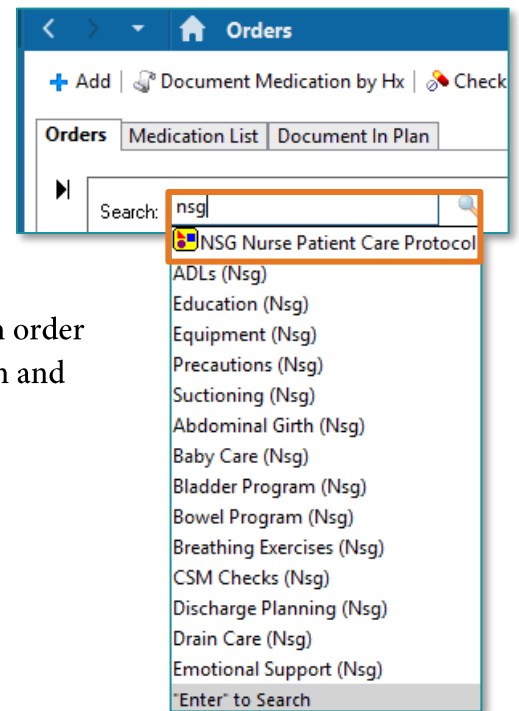 Orders
Add | Document Medication by Hx | Check
Orders Medication List Document In Plan
Search: nsg
NSG Nurse Patient Care Protocol
ADLs (Nsg)
Education (Nsg)
order
Equipment (Nsg)
Precautions (Nsg)
and
Suctioning (Nsg)
Abdominal Girth (Nsg)
Baby Care (Nsg)
Bladder Program (Nsg)
Bowel Program (Nsg)
Breathing Exercises (Nsg)
CSM Checks (Nsg)
Discharge Planning (Nsg)
Drain Care (Nsg)
Emotional Support (Nsg)
"Enter" to Search